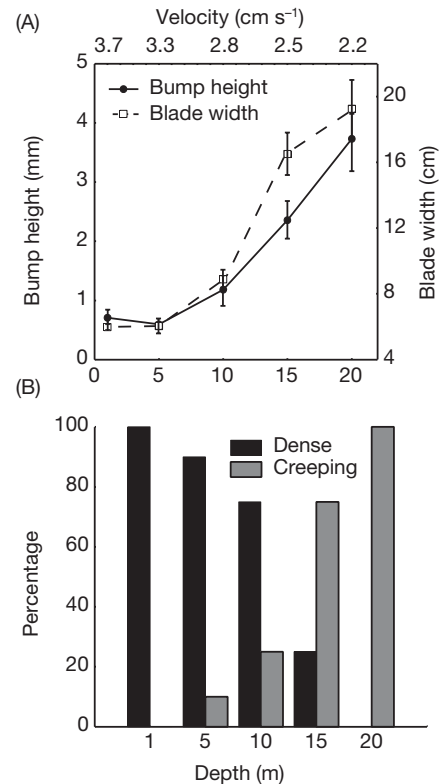 (A)
Velocity (cm s⁻¹)
3.7 3.3 2.8 2.5 2.2
5
4
3
2
1
0
Bump height (mm)
Bump height
Blade width
20
16
12
8
4
Blade width (cm)
0 5 10 15 20
(B)
100
80
60
40
20
0
Percentage
Dense
Creeping
1 5 10 15 20
Depth (m)